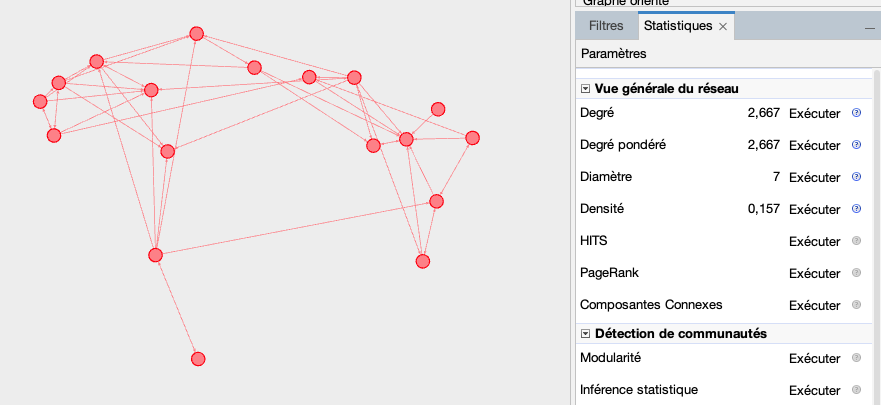 Graphe orienté
Filtres Statistiques ×
Paramètres
Vue générale du réseau
Degré 2,667 Exécuter ?
Degré pondéré 2,667 Exécuter ?
Diamètre 7 Exécuter ?
Densité 0,157 Exécuter ?
HITS Exécuter ?
PageRank Exécuter ?
Composantes Connexes Exécuter ?
Détection de communautés
Modularité Exécuter ?
Inférence statistique Exécuter ?